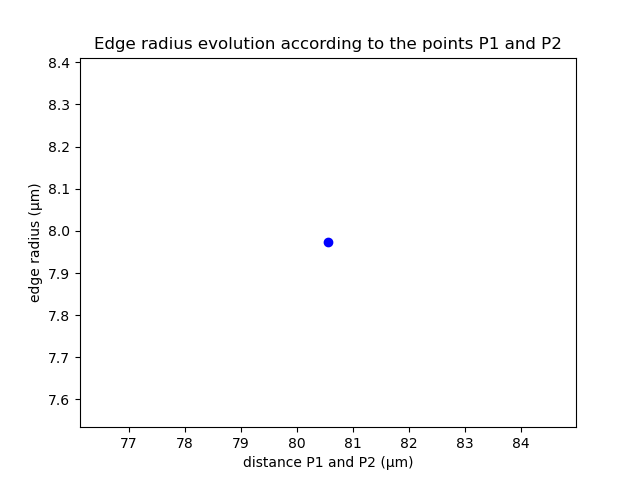 Edge radius evolution according to the points P1 and P2
8.4
8.3
8.2
8.1
8.0
7.9
7.8
7.7
7.6
edge radius (μm)
77 78 79 80 81 82 83 84
distance P1 and P2 (μm)